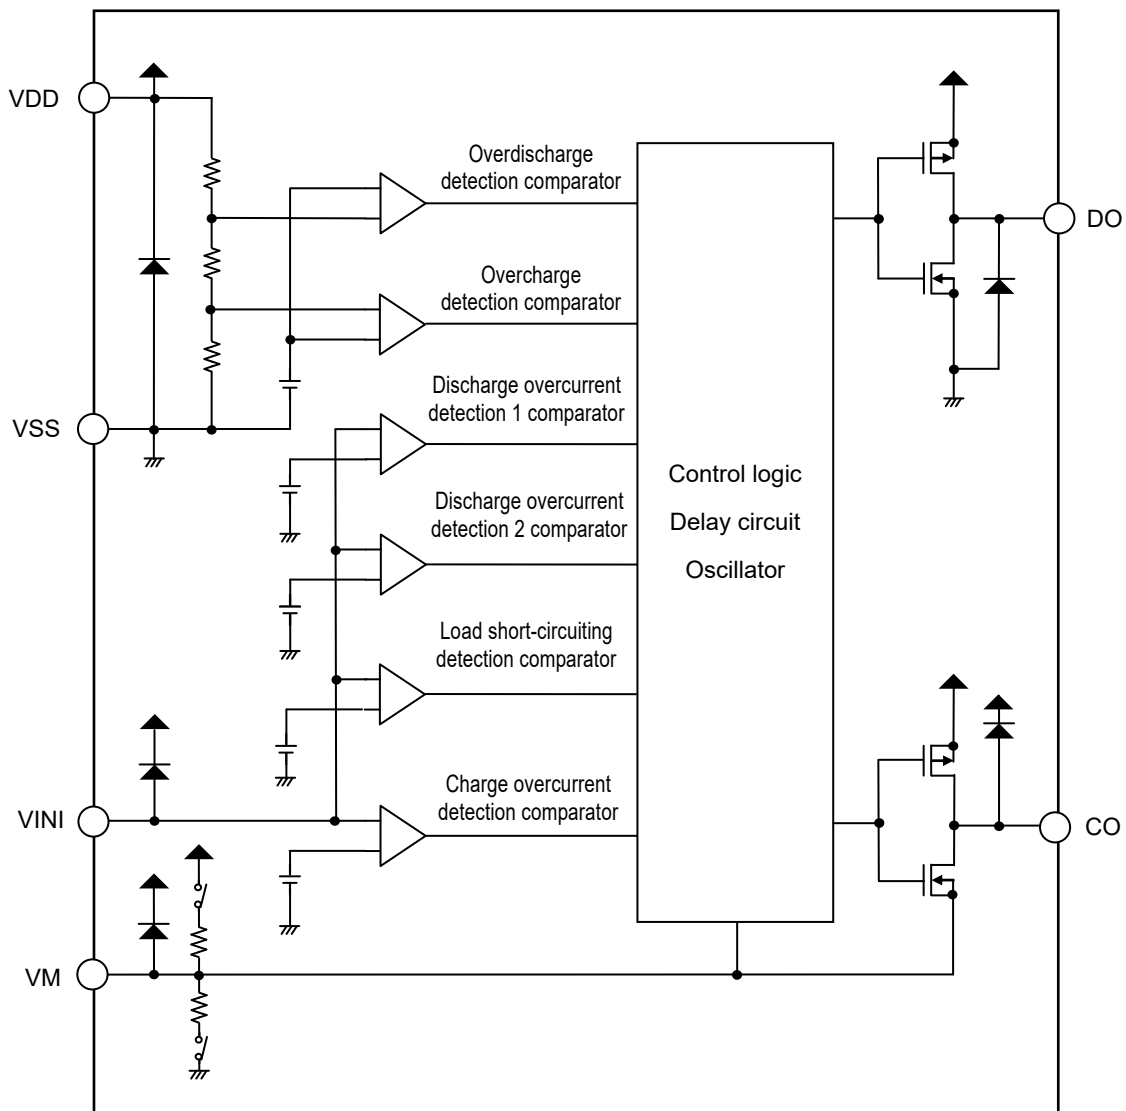 VDD
Overdischarge
detection comparator
DO
Overcharge
detection comparator
Discharge overcurrent
detection 1 comparator
VSS
Control logic
Delay circuit
Oscillator
Discharge overcurrent
detection 2 comparator
Load short-circuiting
detection comparator
Charge overcurrent
detection comparator
VINI
CO
VM